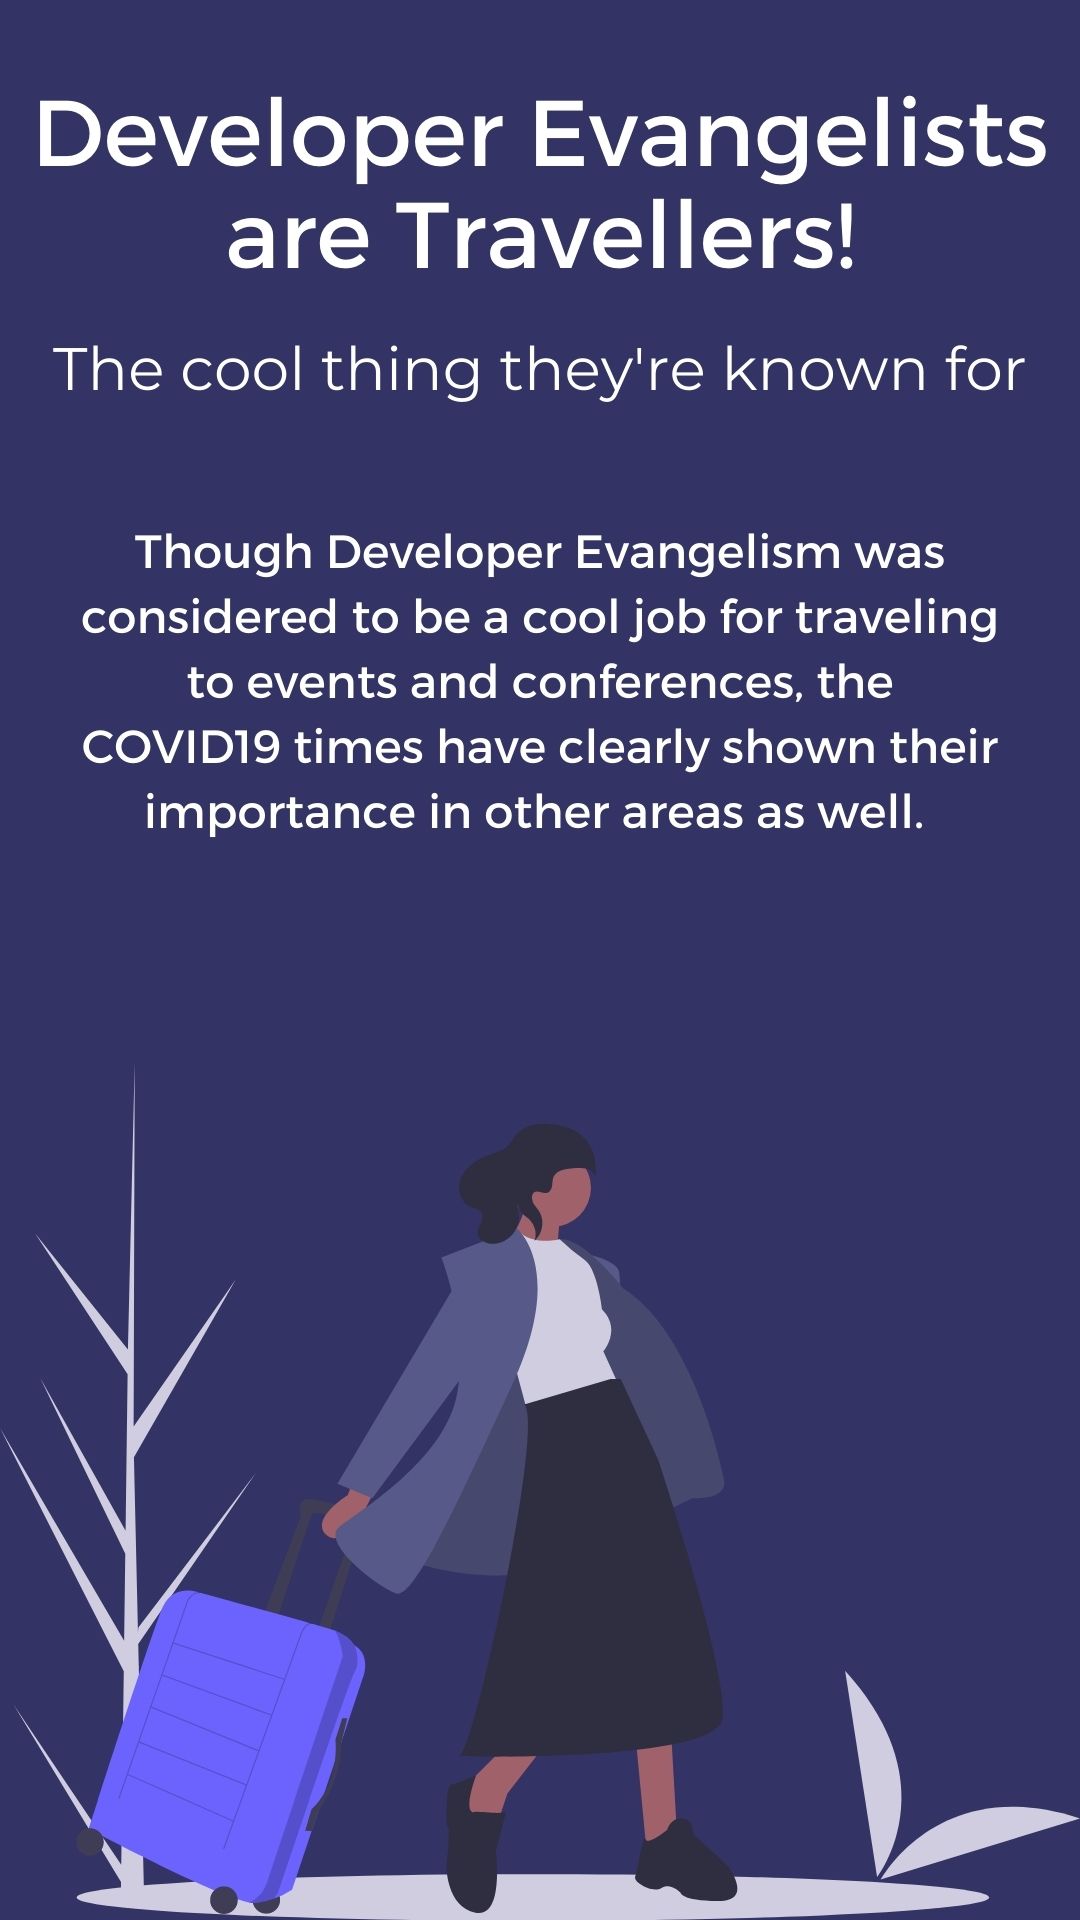 Developer Evangelists
are Travellers!
The cool thing they're known for
Though Developer Evangelism was
considered to be a cool job for traveling
to events and conferences, the
COVID19 times have clearly shown their
importance in other areas as well.